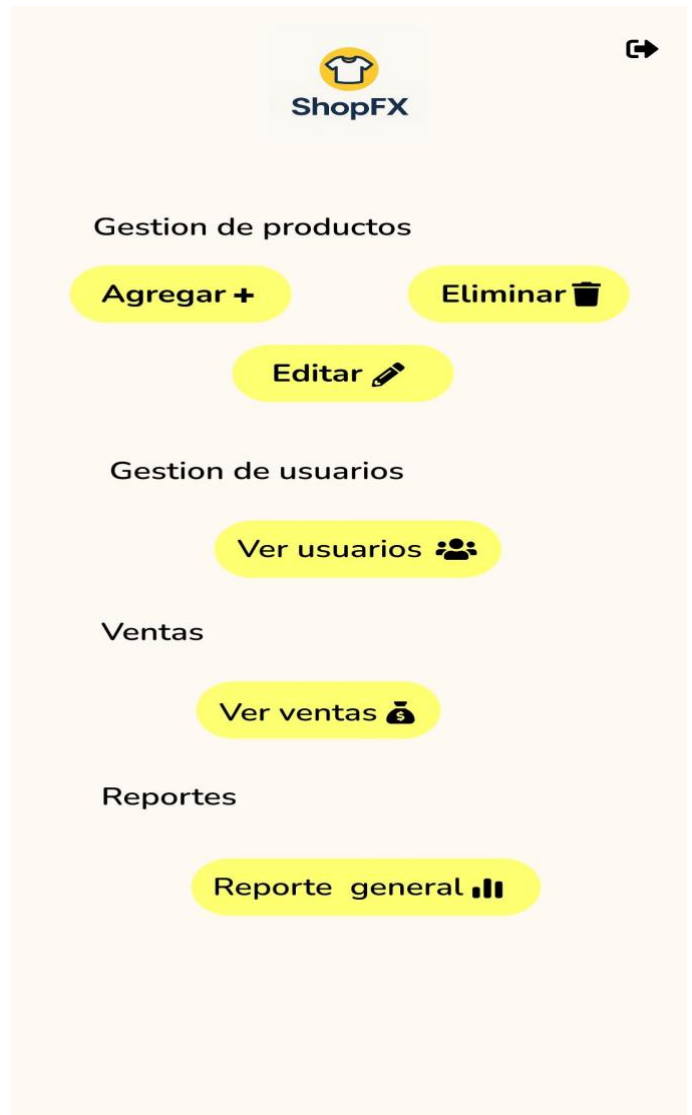 ShopFX
Gestion de productos
Agregar +
Eliminar
Editar
Gestion de usuarios
Ver usuarios
Ventas
Ver ventas
Reportes
Reporte general